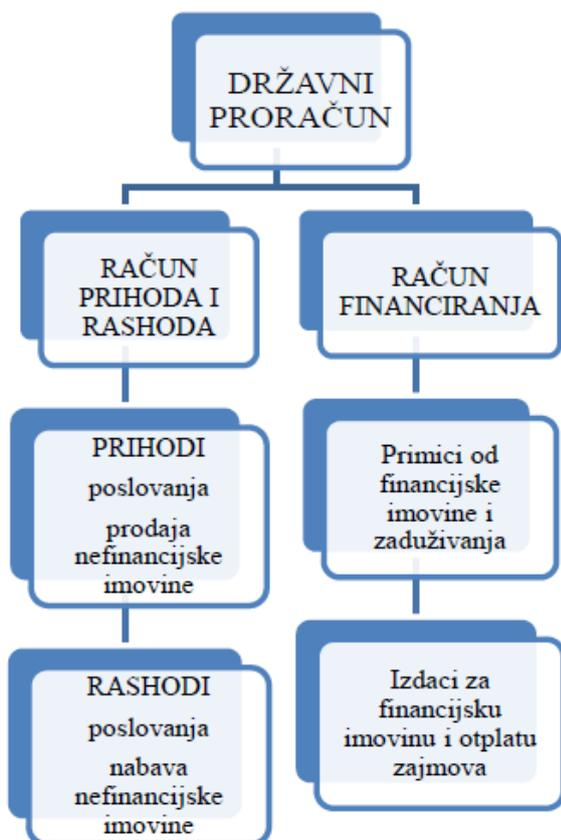 DRŽAVNI
PRORAČUN
RAČUN
PRIHODA I
RASHODA
RAČUN
FINANCIRANJA
PRIHODI
poslovanja
prodaja
nefinancijske
imovine
Primici od
financijske
imovine i
zaduživanja
RASHODI
poslovanja
nabava
nefinancijske
imovine
Izdaci za
financijsku
imovinu i otplatu
zajmova